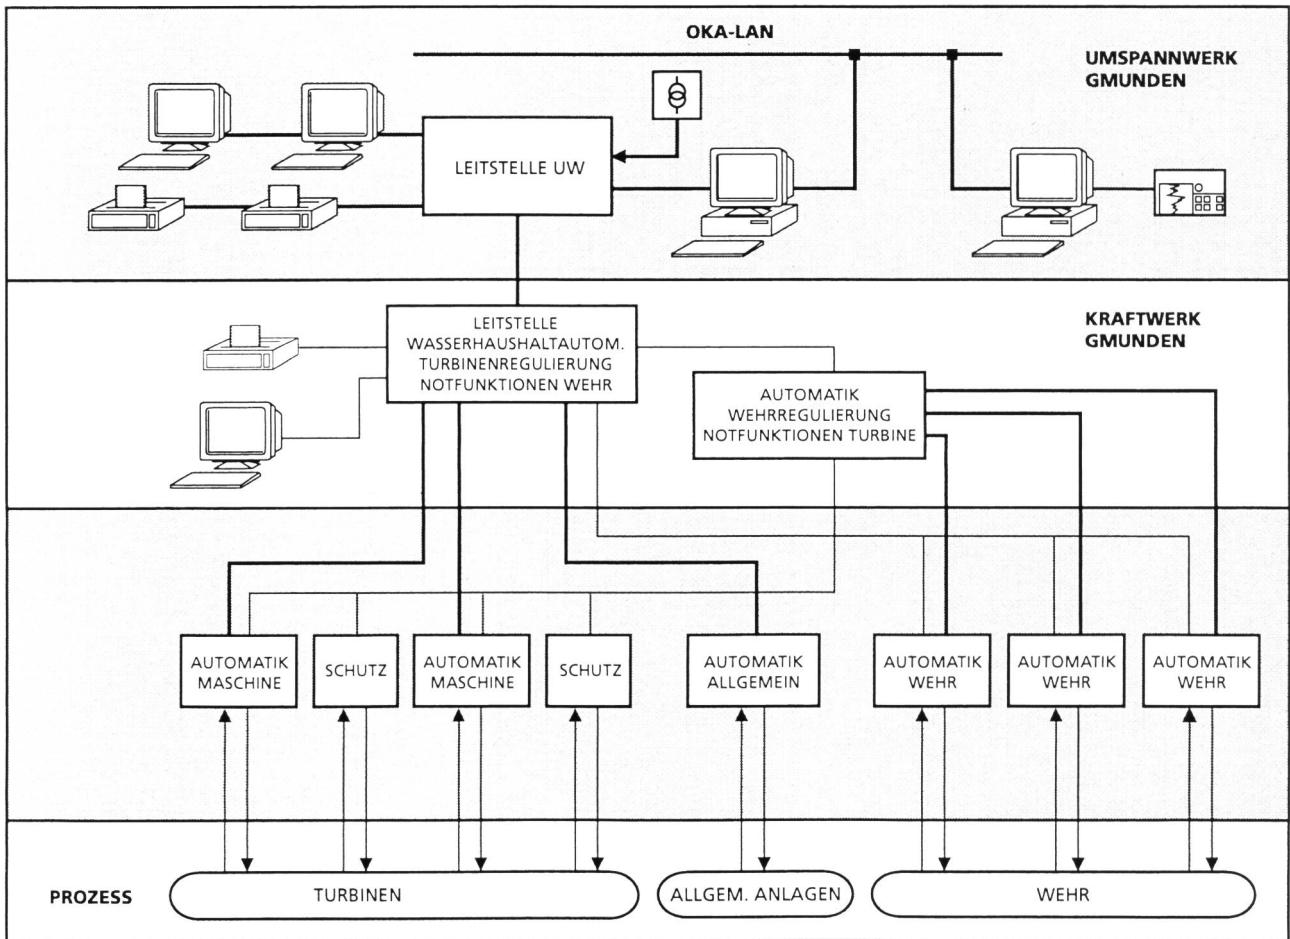 OKA-LAN
UMSPANNWERK
GMUNDEN
LEITSTELLE UW
LEITSTELLE
WASSERHAUSHALTAUTOM.
TURBINENREGULIERUNG
NOTFUNKTIONEN WEHR
KRAFTWERK
GMUNDEN
AUTOMATIK
WEHRREGULIERUNG
NOTFUNKTIONEN TURBINE
AUTOMATIK
MASCHINE
SCHUTZ
AUTOMATIK
MASCHINE
SCHUTZ
AUTOMATIK
ALLGEMEIN
AUTOMATIK
WEHR
AUTOMATIK
WEHR
AUTOMATIK
WEHR
PROZESS
TURBINEN
ALLGEM. ANLAGEN
WEHR